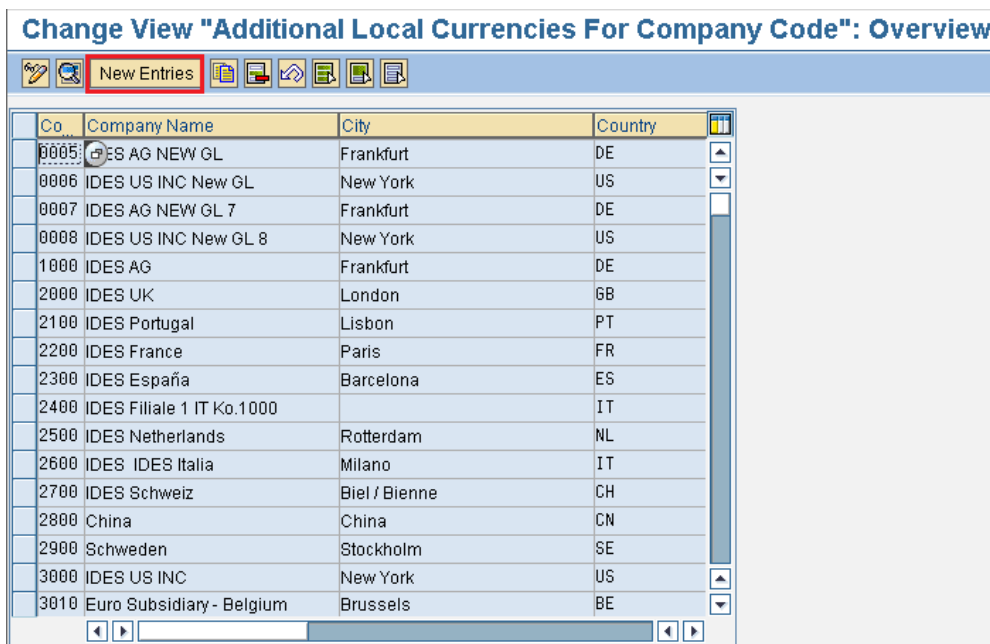 Change View "Additional Local Currencies For Company Code": Overview
New Entries
Co... Company Name City Country
0005 ES AG NEW GL Frankfurt DE
0006 IDES US INC New GL New York US
0007 IDES AG NEW GL 7 Frankfurt DE
0008 IDES US INC New GL 8 New York US
1000 IDES AG Frankfurt DE
2000 IDES UK London GB
2100 IDES Portugal Lisbon PT
2200 IDES France Paris FR
2300 IDES España Barcelona ES
2400 IDES Filiale 1 IT Ko.1000 IT
2500 IDES Netherlands Rotterdam NL
2600 IDES IDES Italia Milano IT
2700 IDES Schweiz Biel / Bienne CH
2800 China China CN
2900 Schweden Stockholm SE
3000 IDES US INC New York US
3010 Euro Subsidiary - Belgium Brussels BE